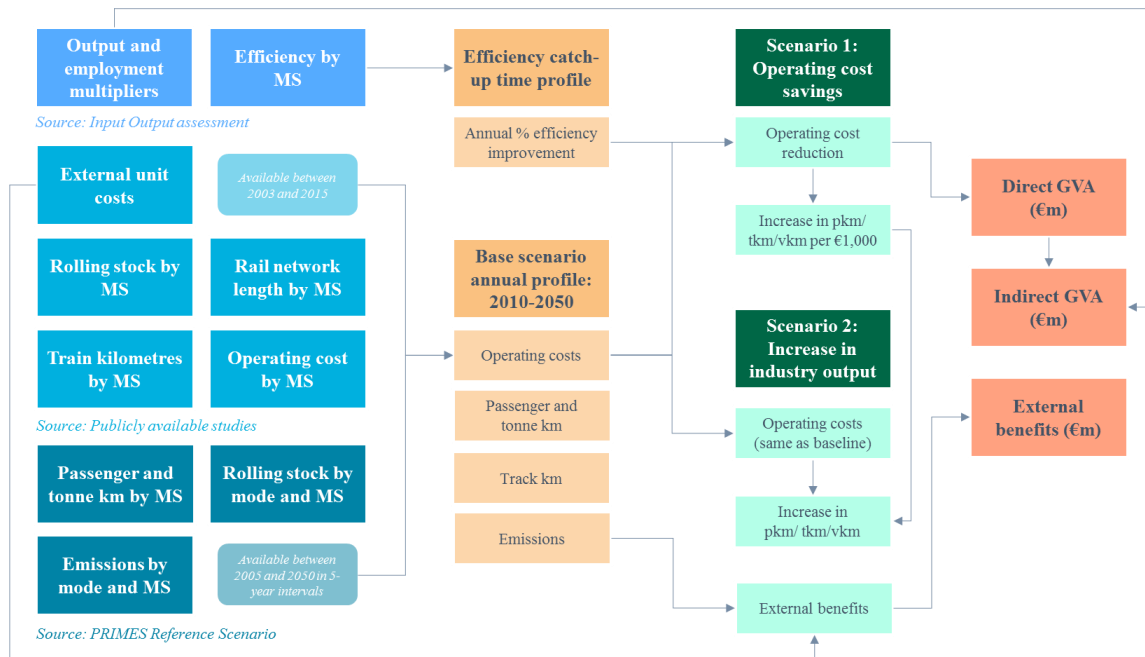 Output and
employment
multipliers
Efficiency by
MS
Source: Input Output assessment
External unit
costs
Available between
2003 and 2015
Rolling stock by
MS
Rail network
length by MS
Train kilometres
by MS
Operating cost
by MS
Source: Publicly available studies
Passenger and
tonne km by MS
Rolling stock by
mode and MS
Emissions by
mode and MS
Available between
2005 and 2050 in 5-
year intervals
Source: PRIMES Reference Scenario
Efficiency catch-
up time profile
Annual % efficiency
improvement
Base scenario
annual profile:
2010-2050
Operating costs
Passenger and
tonne km
Track km
Emissions
Scenario 1:
Operating cost
savings
Operating cost
reduction
Increase in pkm/
tkm/vkm per €1,000
Scenario 2:
Increase in
industry output
Operating costs
(same as baseline)
Increase in
pkm/ tkm/vkm
External benefits
Direct GVA
(€m)
Indirect GVA
(€m)
External
benefits (€m)